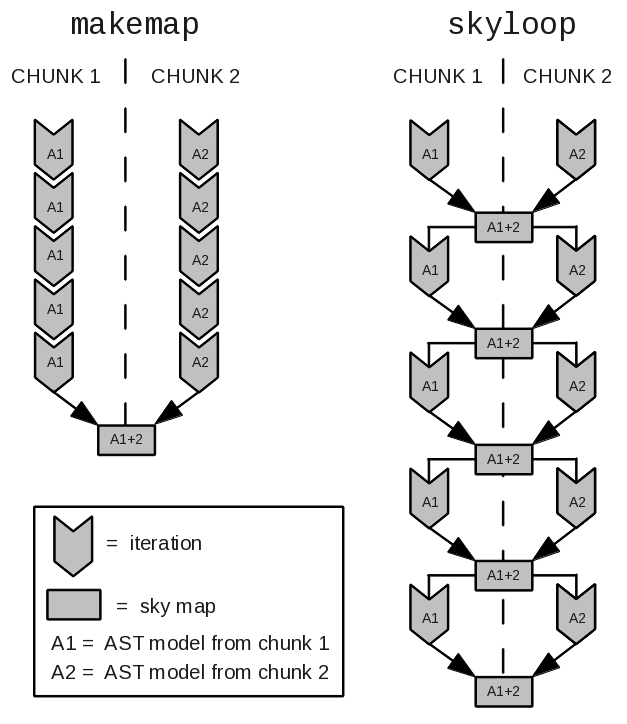 makemap
CHUNK 1
CHUNK 2
A1
A2
A1
A2
A1
A2
A1
A2
A1
A2
A1+2
skyloop
CHUNK 1
CHUNK 2
A1
A2
A1+2
A1
A2
A1+2
A1
A2
A1+2
A1
A2
A1+2
A1
A2
A1+2
= iteration
= sky map
A1 = AST model from chunk 1
A2 = AST model from chunk 2